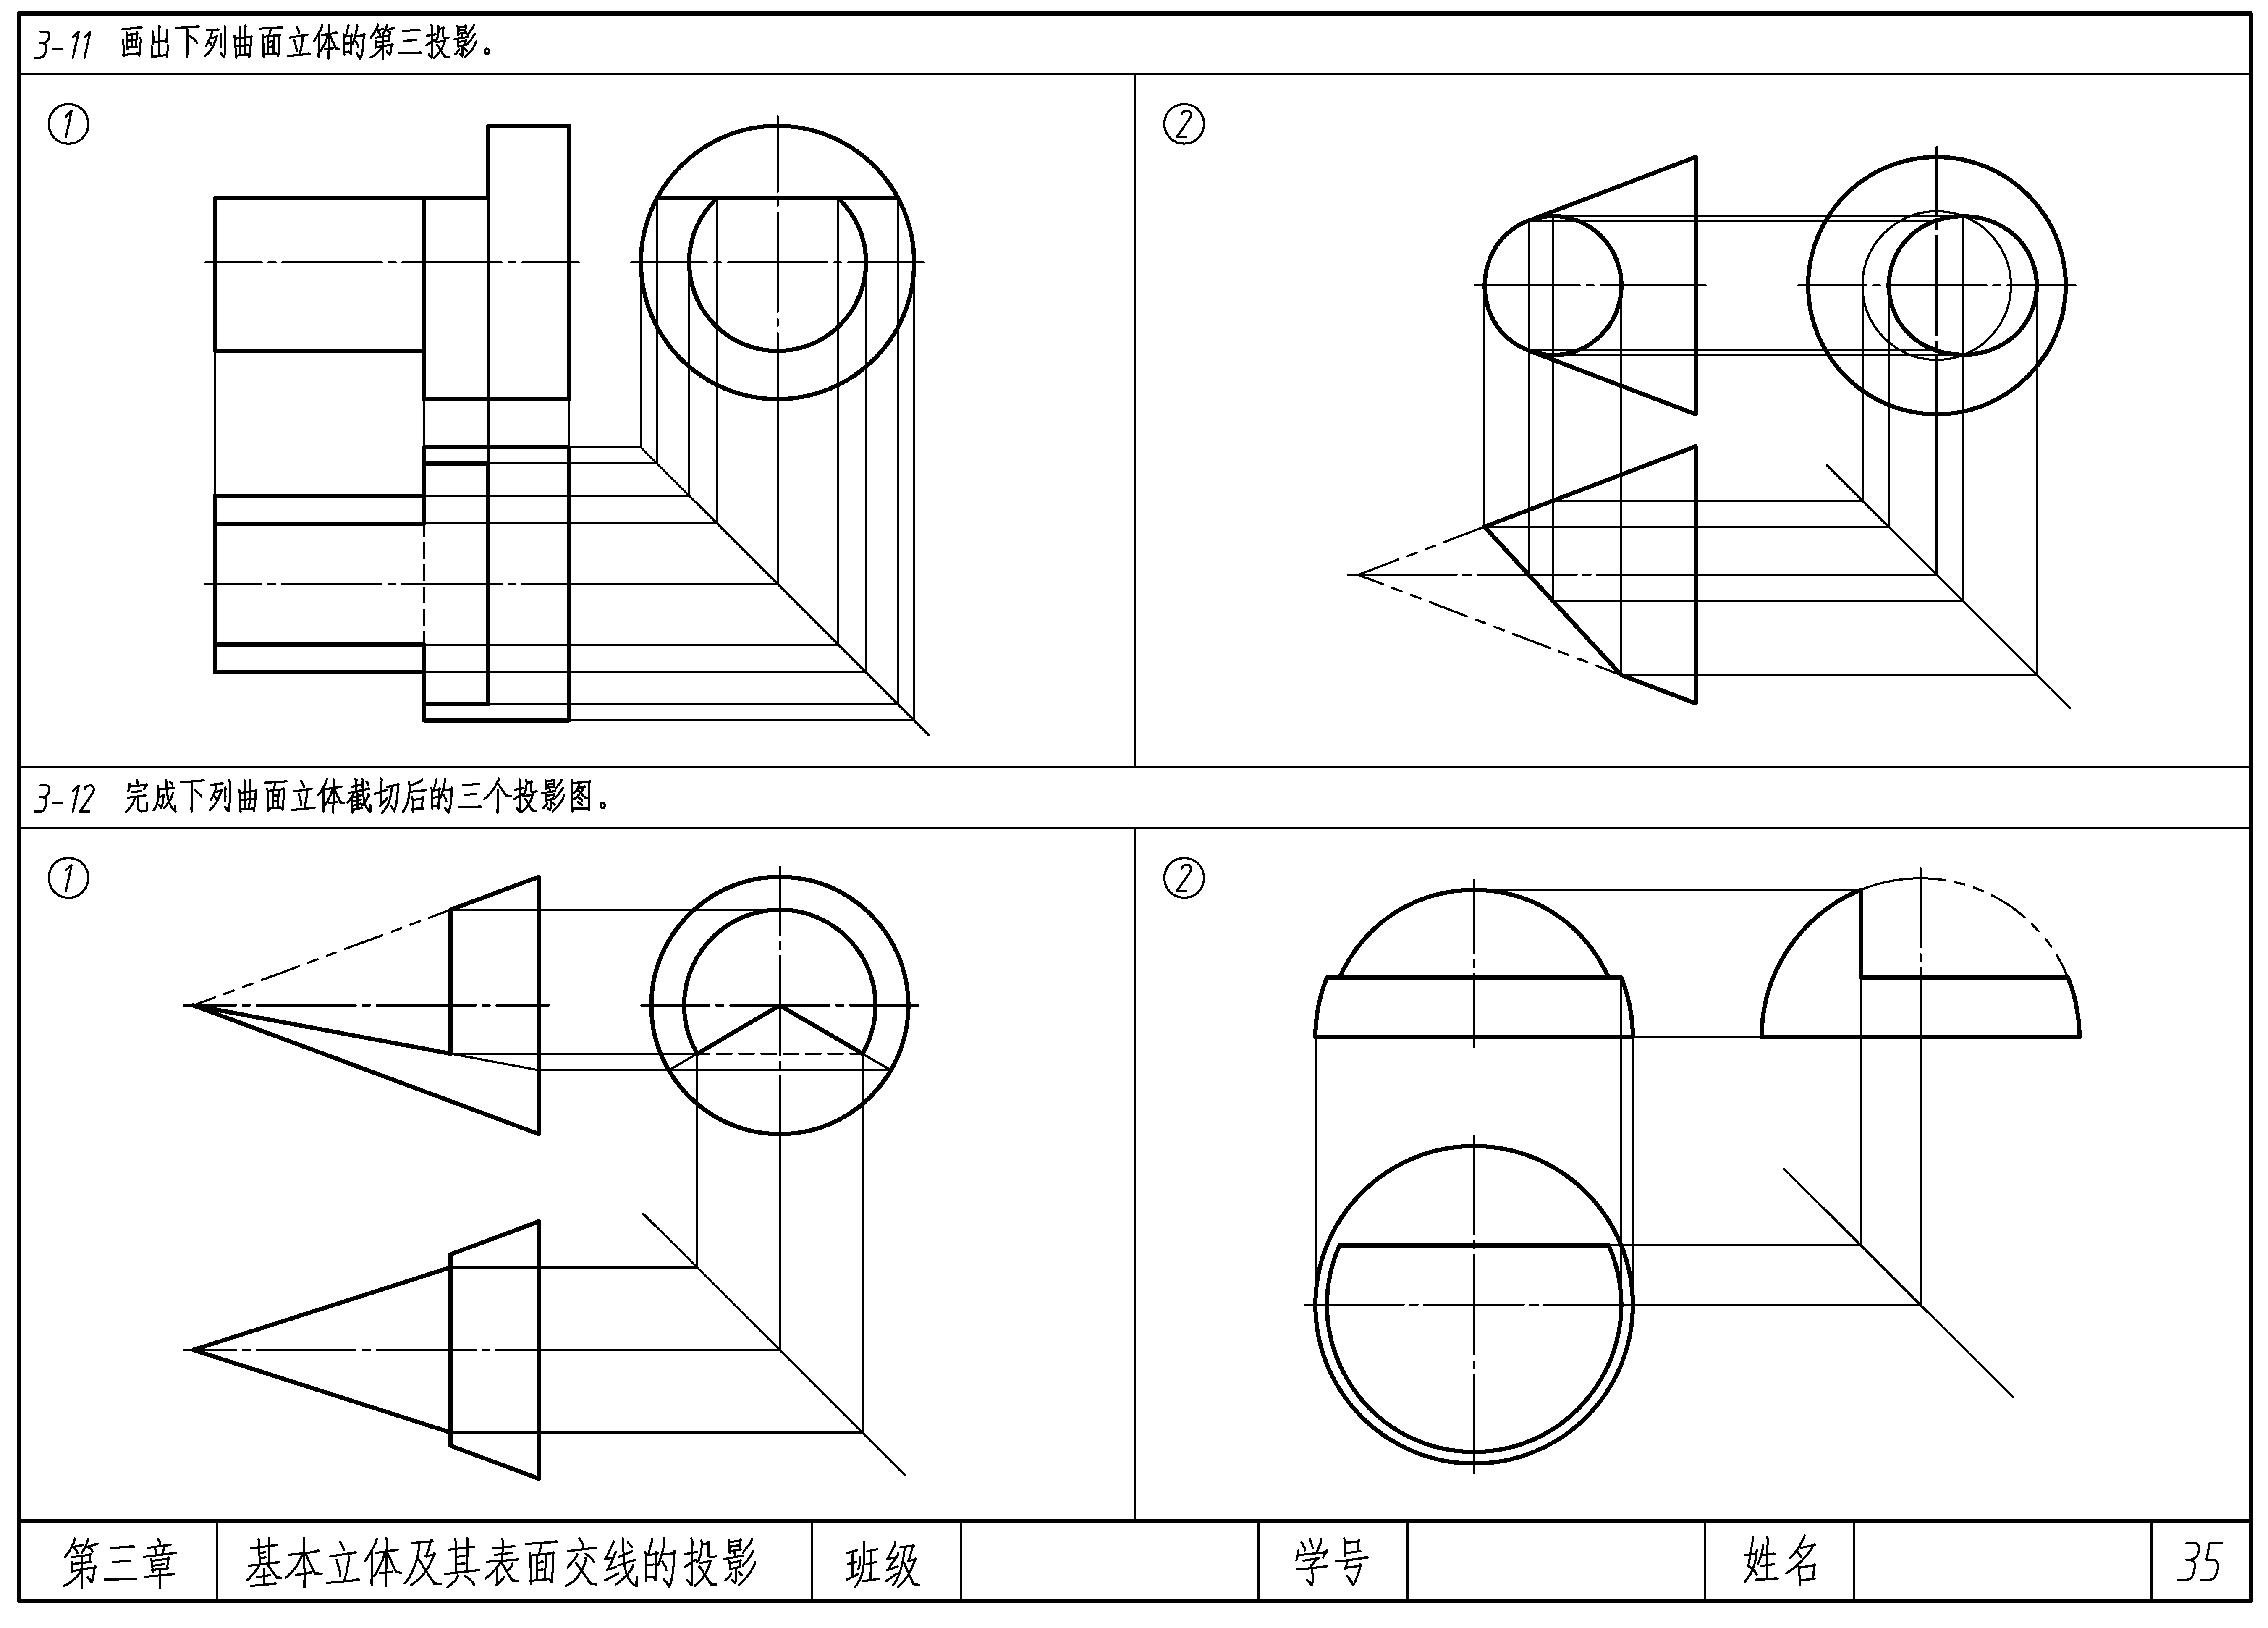 3-11 画出下列曲面立体的第三投影。
①
②
3-12 完成下列曲面立体截切后的三个投影图。
①
②
第三章 基本立体及其表面交线的投影 班级 学号 姓名 35